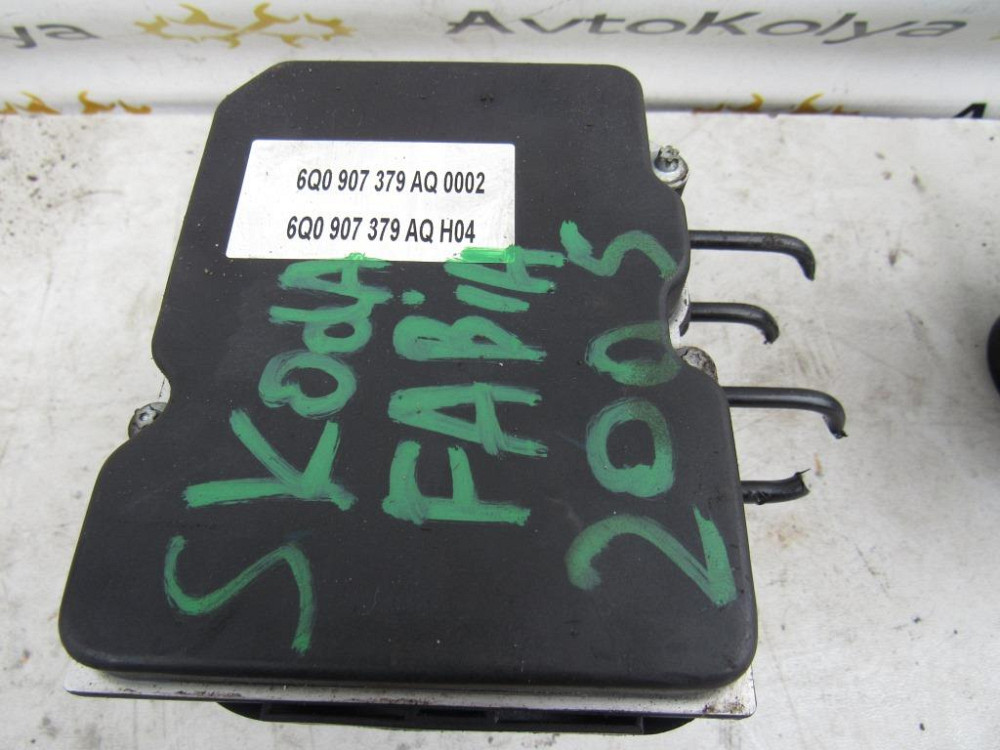 AvtoKolya
6Q0 907 379 AQ 0002
6Q0 907 379 AQ H04
SKodA
FABIA
2005